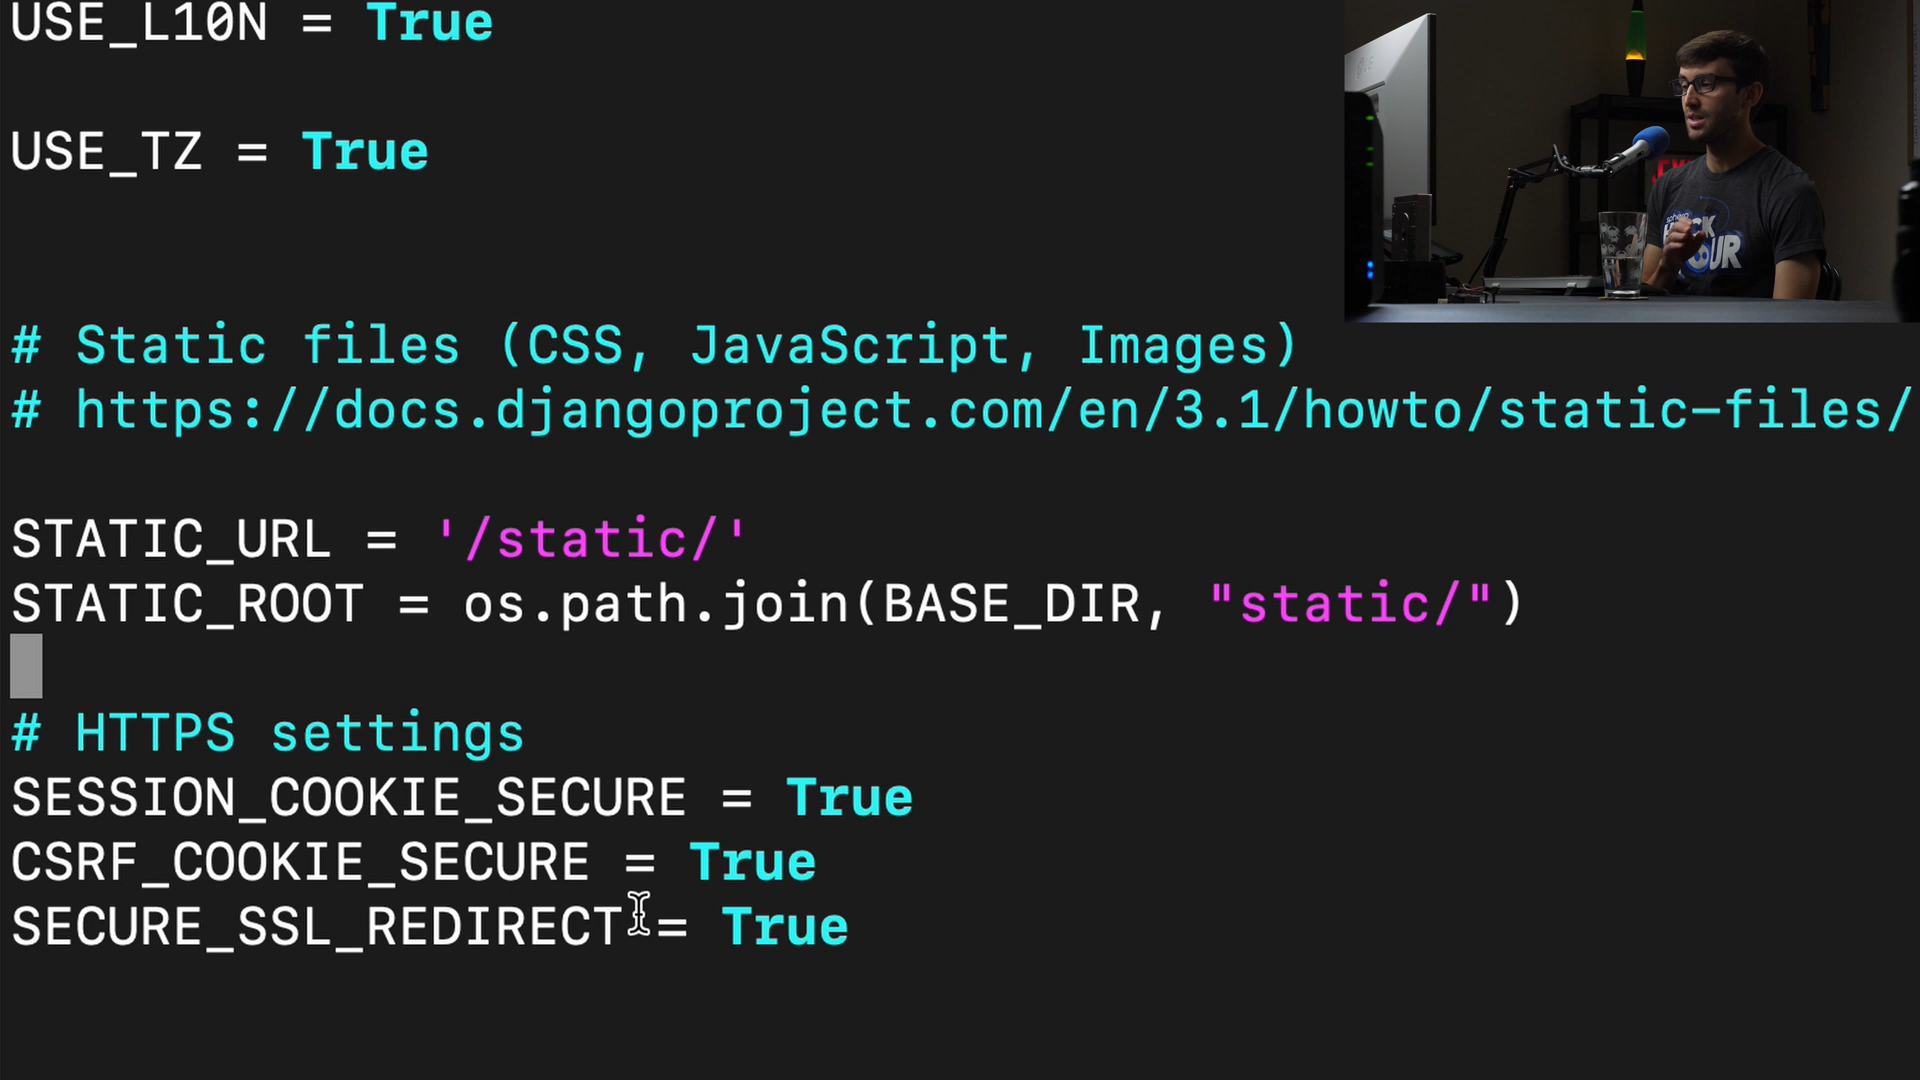 USE_L10N = True
USE_TZ = True
# Static files (CSS, JavaScript, Images)
# https://docs.djangoproject.com/en/3.1/howto/static-files/
STATIC_URL = '/static/'
STATIC_ROOT = os.path.join(BASE_DIR, "static/")
# HTTPS settings
SESSION_COOKIE_SECURE = True
CSRF_COOKIE_SECURE = True
SECURE_SSL_REDIRECT = True
sphero